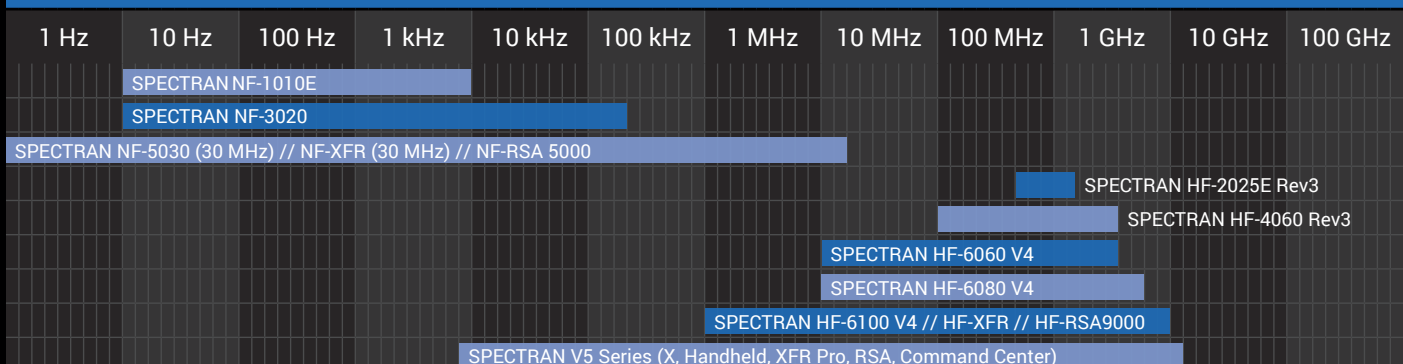 1 Hz 10 Hz 100 Hz 1 kHz 10 kHz 100 kHz 1 MHz 10 MHz 100 MHz 1 GHz 10 GHz 100 GHz
SPECTRAN NF-1010E
SPECTRAN NF-3020
SPECTRAN NF-5030 (30 MHz) // NF-XFR (30 MHz) // NF-RSA 5000
SPECTRAN HF-2025E Rev3
SPECTRAN HF-4060 Rev3
SPECTRAN HF-6060 V4
SPECTRAN HF-6080 V4
SPECTRAN HF-6100 V4 // HF-XFR // HF-RSA9000
SPECTRAN V5 Series (X, Handheld, XFR Pro, RSA, Command Center)